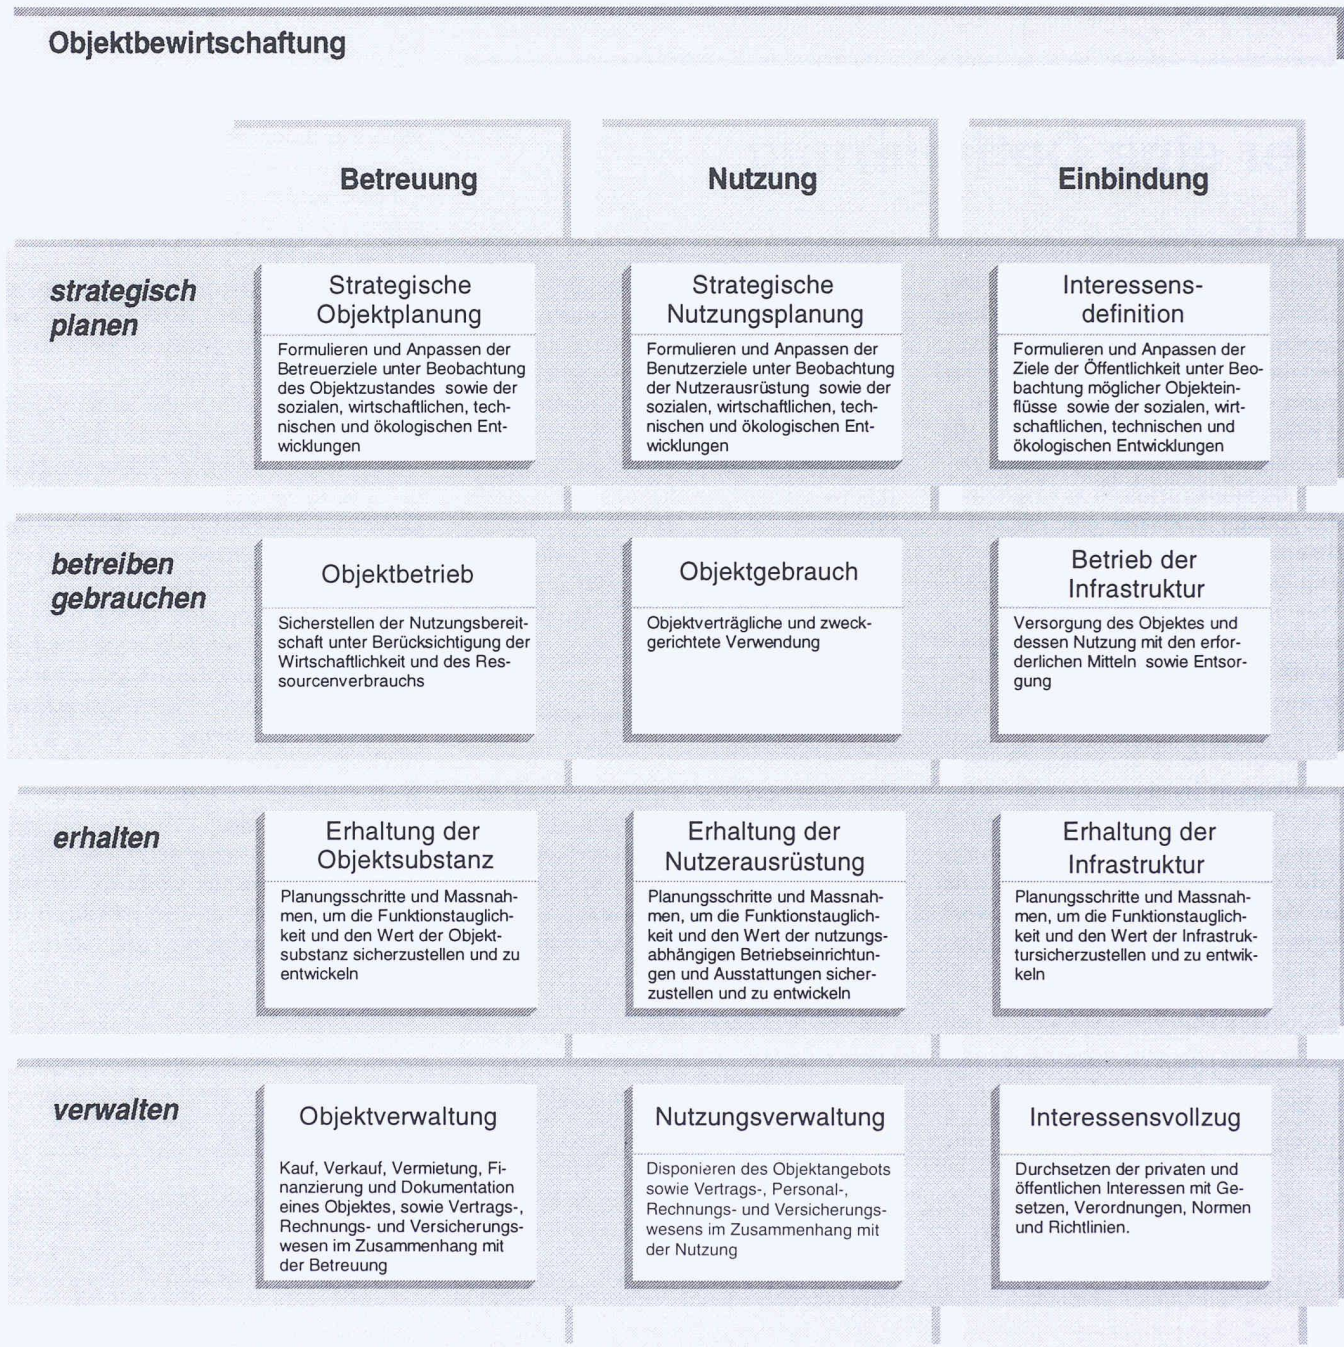 Objektbewirtschaftung
Betreuung
Nutzung
Einbindung
strategisch
planen
Strategische
Objektplanung
Formulieren und Anpassen der
Betreuerziele unter Beobachtung
des Objektzustandes sowie der
sozialen, wirtschaftlichen, tech-
nischen und ökologischen Ent-
wicklungen
Strategische
Nutzungsplanung
Formulieren und Anpassen der
Benutzerziele unter Beobachtung
der Nutzerausrüstung sowie der
sozialen, wirtschaftlichen, tech-
nischen und ökologischen Ent-
wicklungen
Interessens-
definition
Formulieren und Anpassen der
Ziele der Öffentlichkeit unter Beo-
bachtung möglicher Objektein-
flüsse sowie der sozialen, wirt-
schaftlichen, technischen und
ökologischen Entwicklungen
betreiben
gebrauchen
Objektbetrieb
Sicherstellen der Nutzungsbereit-
schaft unter Berücksichtigung der
Wirtschaftlichkeit und des Res-
sourcenverbrauchs
Objektgebrauch
Objektverträgliche und zweck-
gerichtete Verwendung
Betrieb der
Infrastruktur
Versorgung des Objektes und
dessen Nutzung mit den erfor-
derlichen Mitteln sowie Entsor-
gung
erhalten
Erhaltung der
Objektsubstanz
Planungsschritte und Massnah-
men, um die Funktionstauglich-
keit und den Wert der Objekt-
substanz sicherzustellen und zu
entwickeln
Erhaltung der
Nutzerausrüstung
Planungsschritte und Massnah-
men, um die Funktionstauglich-
keit und den Wert der nutzungs-
abhängigen Betriebseinrichtun-
gen und Ausstattungen sicher-
zustellen und zu entwickeln
Erhaltung der
Infrastruktur
Planungsschritte und Massnah-
men, um die Funktionstauglich-
keit und den Wert der Infrastruk-
tursicherzustellen und zu entwik-
keln
verwalten
Objektverwaltung
Kauf, Verkauf, Vermietung, Fi-
nanzierung und Dokumentation
eines Objektes, sowie Vertrags-,
Rechnungs- und Versicherungs-
wesen im Zusammenhang mit
der Betreuung
Nutzungsverwaltung
Disponieren des Objektangebots
sowie Vertrags-, Personal-,
Rechnungs- und Versicherungs-
wesens im Zusammenhang mit
der Nutzung
Interessensvollzug
Durchsetzen der privaten und
öffentlichen Interessen mit Ge-
setzen, Verordnungen, Normen
und Richtlinien.